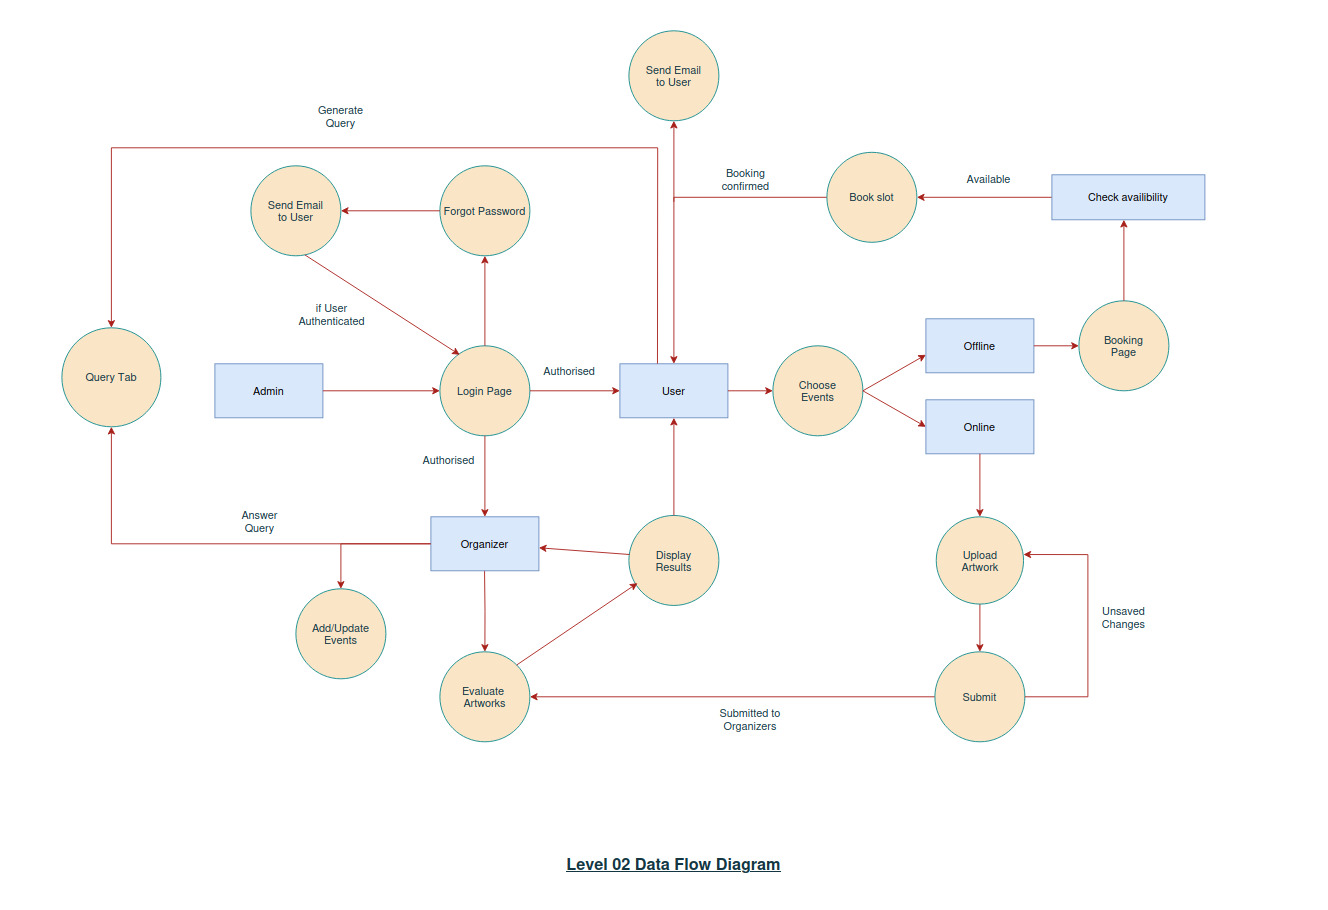 Send Email
to User
Generate
Query
Booking
confirmed
Available
Book slot
Check availibility
Send Email
to User
Forgot Password
if User
Authenticated
Query Tab
Admin
Login Page
Authorised
User
Choose
Events
Offline
Booking
Page
Online
Authorised
Answer
Query
Organizer
Display
Results
Upload
Artwork
Add/Update
Events
Unsaved
Changes
Evaluate
Artworks
Submitted to
Organizers
Submit
Level 02 Data Flow Diagram